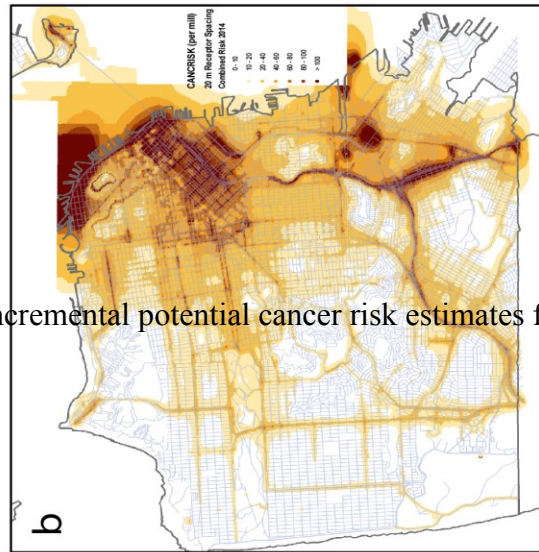 b
CANCRISK (per mill)
20 m Receptor Spacing
Combined Risk 2014
0 - 10
10 - 20
20 - 40
40 - 60
60 - 80
80 - 100
> 100
ncremental potential cancer risk estimates f